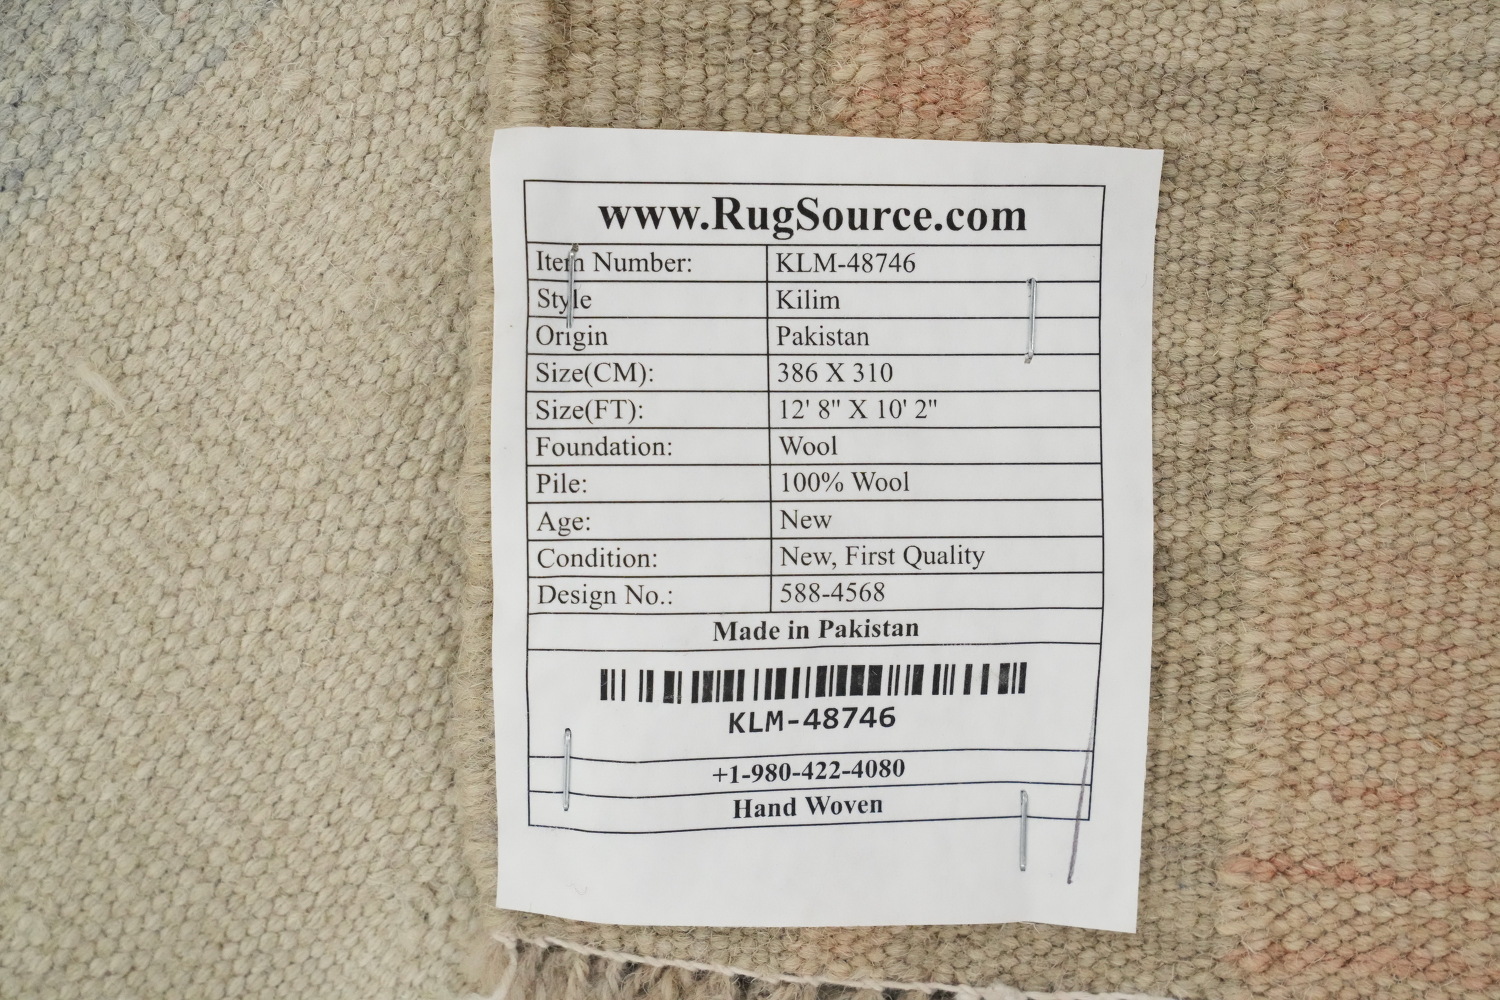 www.RugSource.com
Item Number: KLM-48746
Style Kilim
Origin Pakistan
Size(CM): 386 X 310
Size(FT): 12' 8" X 10' 2"
Foundation: Wool
Pile: 100% Wool
Age: New
Condition: New, First Quality
Design No.: 588-4568
Made in Pakistan
KLM-48746
+1-980-422-4080
Hand Woven